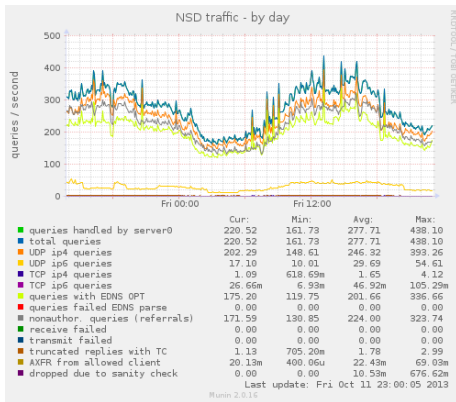 NSD traffic - by day
RRDTOOL / TOBI OETIKER
queries / second
500
400
300
200
100
0
Fri 00:00 Fri 12:00
Cur: Min: Avg: Max:
queries handled by server0 220.52 161.73 277.71 438.10
total queries 220.52 161.73 277.71 438.10
UDP ip4 queries 202.29 148.61 246.32 393.26
UDP ip6 queries 17.10 10.01 29.69 54.61
TCP ip4 queries 1.09 618.69m 1.65 4.12
TCP ip6 queries 26.66m 6.93m 46.92m 105.29m
queries with EDNS OPT 175.20 119.75 201.66 336.66
queries failed EDNS parse 0.00 0.00 0.00 0.00
nonauthor. queries (referrals) 171.59 130.85 224.00 323.74
receive failed 0.00 0.00 0.00 0.00
transmit failed 0.00 0.00 0.00 0.00
truncated replies with TC 1.13 705.20m 1.78 2.99
AXFR from allowed client 20.13m 400.06u 22.43m 69.03m
dropped due to sanity check 0.00 0.00 10.53m 676.62m
Last update: Fri Oct 11 23:00:05 2013
Munin 2.0.16